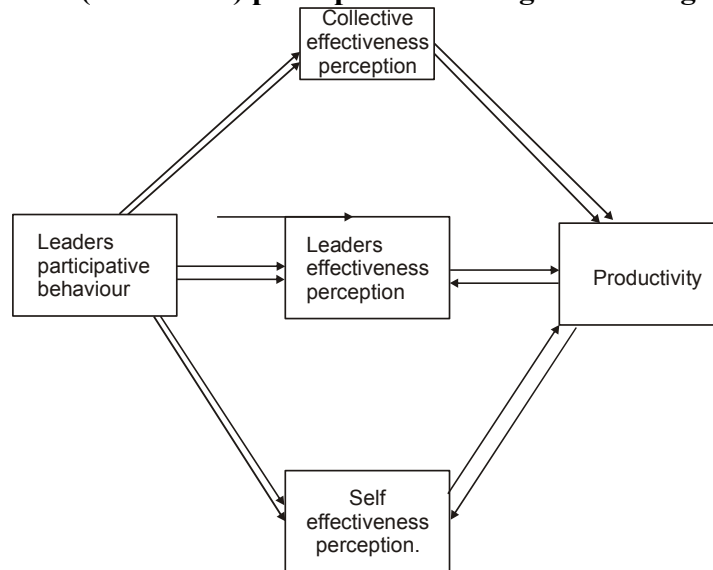 Collective
effectiveness
perception
Leaders
participative
behaviour
Leaders
effectiveness
perception
Productivity
Self
effectiveness
perception.